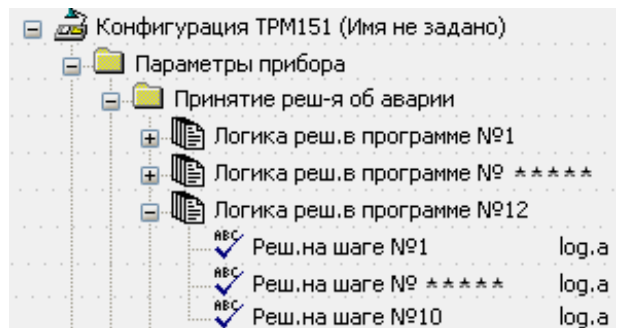 Конфигурация ТРМ151 (Имя не задано)
Параметры прибора
Принятие реш-я об аварии
Логика реш.в программе №1
Логика реш.в программе № *****
Логика реш.в программе №12
Реш.на шаге №1 log.a
Реш.на шаге № ***** log.a
Реш.на шаге №10 log.a